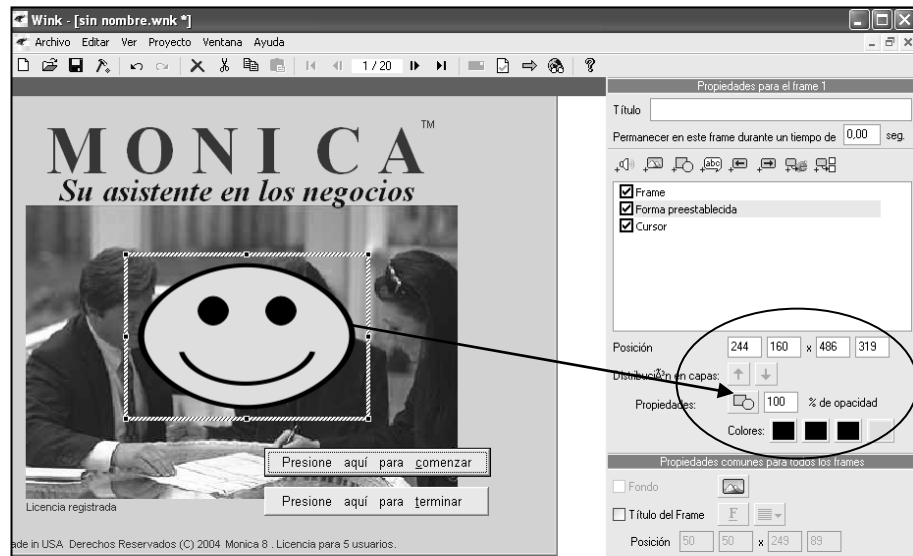 Wink - [sin nombre.wnk *]
Archivo Editar Ver Proyecto Ventana Ayuda
1 / 20
Propiedades para el frame 1
Título
Permanecer en este frame durante un tiempo de 0,00 seg.
abc
Frame
Forma preestablecida
Cursor
MONICA™
Su asistente en los negocios
Posición 244 160 x 486 319
en capas:
Propiedades: 100 % de opacidad
Colores:
Presione aquí para comenzar
Presione aquí para terminar
Licencia registrada
Propiedades comunes para todos los frames
Fondo
Título del Frame F
Posición 50 50 x 249 89
ade in USA Derechos Reservados (C) 2004 Monica 8 . Licencia para 5 usuarios.